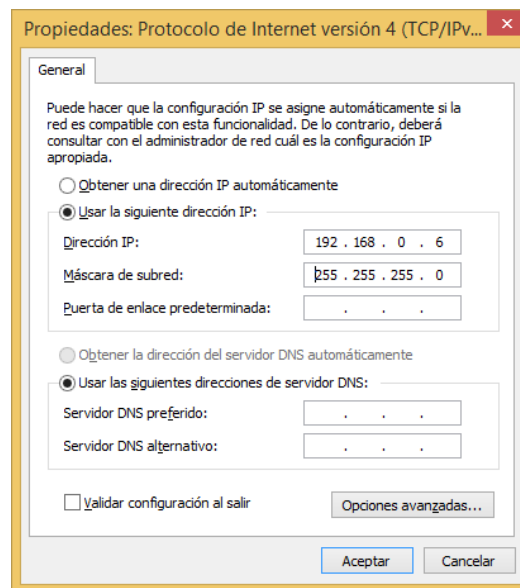 Propiedades: Protocolo de Internet versión 4 (TCP/IPv...
General
Puede hacer que la configuración IP se asigne automáticamente si la
red es compatible con esta funcionalidad. De lo contrario, deberá
consultar con el administrador de red cuál es la configuración IP
apropiada.
Obtener una dirección IP automáticamente
Usar la siguiente dirección IP:
Dirección IP: 192 . 168 . 0 . 6
Máscara de subred: 255 . 255 . 255 . 0
Puerta de enlace predeterminada: . . .
Obtener la dirección del servidor DNS automáticamente
Usar las siguientes direcciones de servidor DNS:
Servidor DNS preferido: . . .
Servidor DNS alternativo: . . .
Validar configuración al salir
Opciones avanzadas...
Aceptar Cancelar